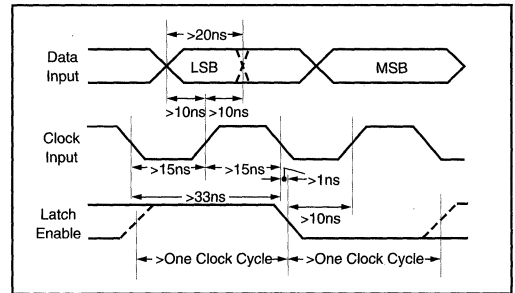 >20ns
Data
Input
LSB
MSB
>10ns >10ns
Clock
Input
>15ns >15ns
>1ns
>33ns
>10ns
Latch
Enable
>One Clock Cycle >One Clock Cycle